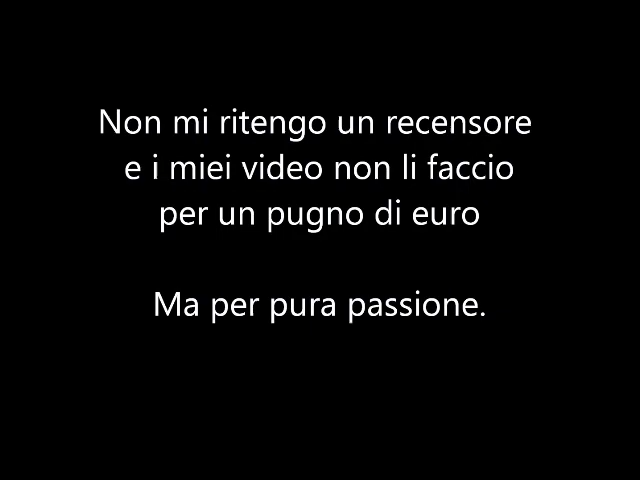 Non mi ritengo un recensore
e i miei video non li faccio
per un pugno di euro
Ma per pura passione.